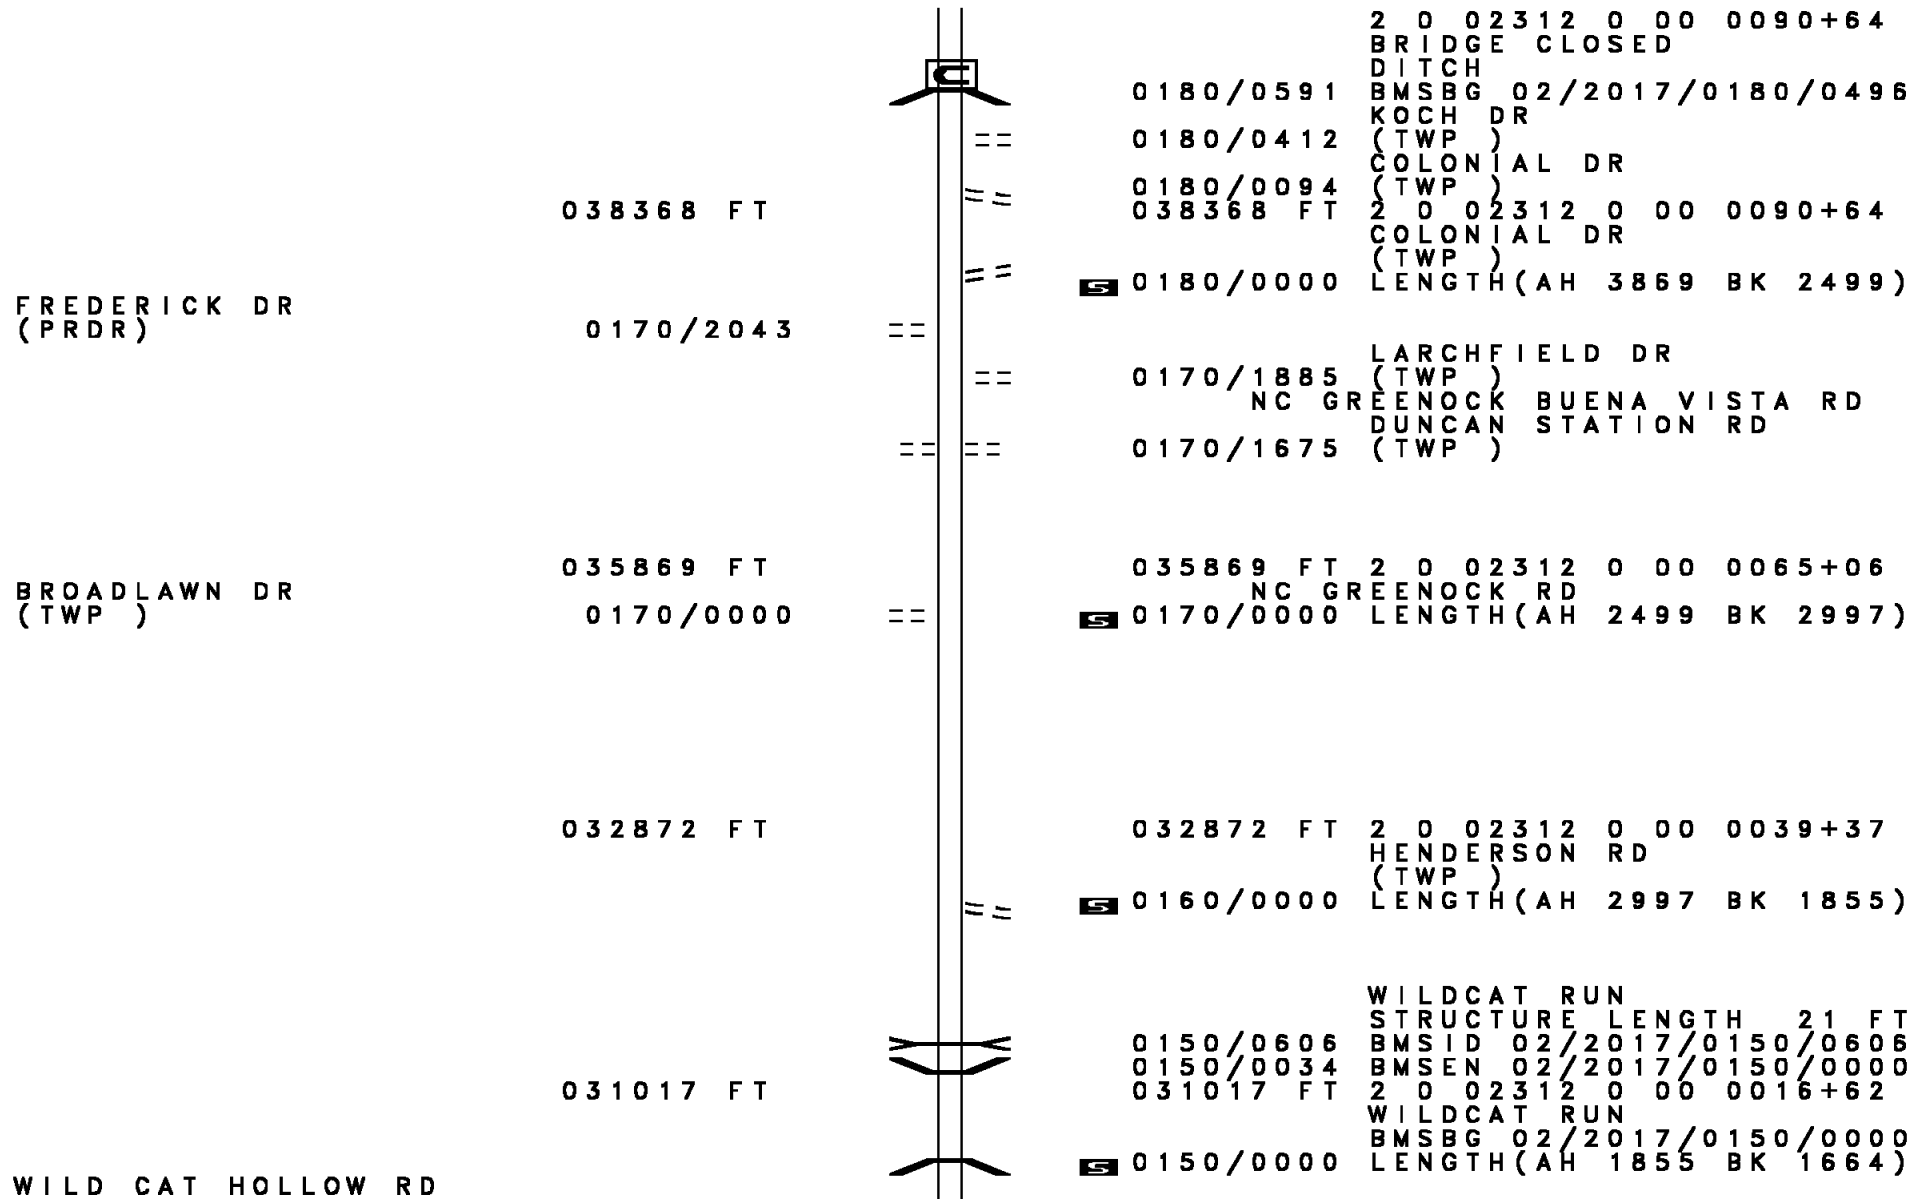 2 0 02312 0 00 0090+64
BRIDGE CLOSED
DITCH
0180/0591 BMSBG 02/2017/0180/0496
KOCH DR
0180/0412 (TWP )
COLONIAL DR
0180/0094 (TWP )
038368 FT 038368 FT 2 0 02312 0 00 0090+64
COLONIAL DR
(TWP )
S 0180/0000 LENGTH(AH 3869 BK 2499)
FREDERICK DR
(PRDR) 0170/2043
LARCHFIELD DR
0170/1885 (TWP )
NC GREENOCK BUENA VISTA RD
DUNCAN STATION RD
0170/1675 (TWP )
035869 FT 035869 FT 2 0 02312 0 00 0065+06
BROADLAWN DR NC GREENOCK RD
(TWP ) 0170/0000 S 0170/0000 LENGTH(AH 2499 BK 2997)
032872 FT 032872 FT 2 0 02312 0 00 0039+37
HENDERSON RD
(TWP )
S 0160/0000 LENGTH(AH 2997 BK 1855)
WILDCAT RUN
STRUCTURE LENGTH 21 FT
0150/0606 BMSID 02/2017/0150/0606
0150/0034 BMSEN 02/2017/0150/0000
031017 FT 031017 FT 2 0 02312 0 00 0016+62
WILDCAT RUN
BMSBG 02/2017/0150/0000
S 0150/0000 LENGTH(AH 1855 BK 1664)
WILD CAT HOLLOW RD